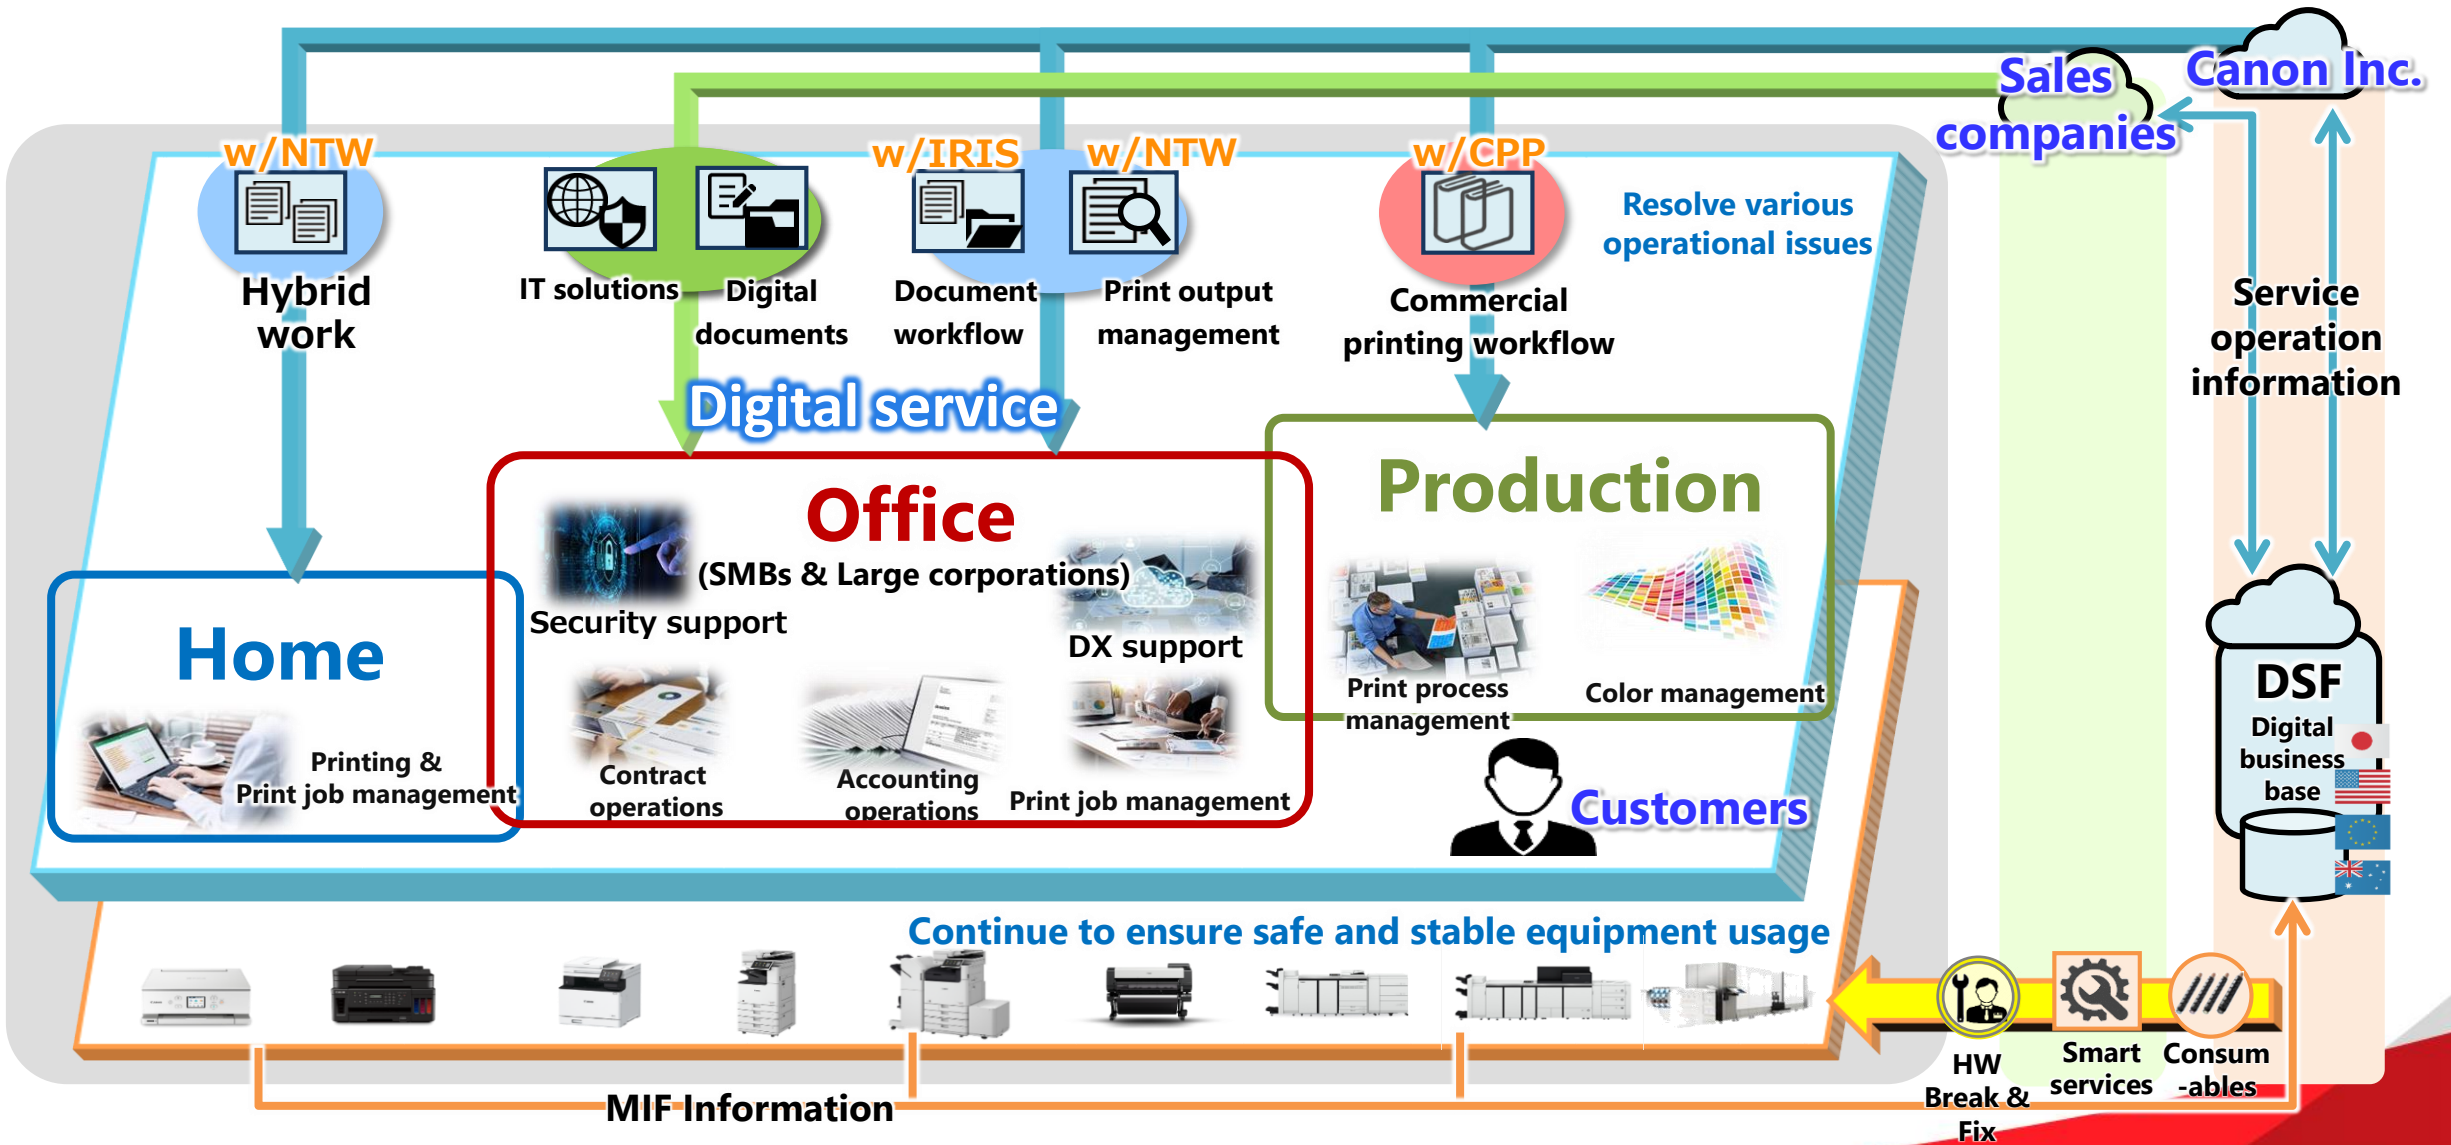 Canon Inc.
Sales
companies
w/NTW
w/IRIS
w/NTW
w/CPP
Resolve various
operational issues
Hybrid
work
IT solutions
Digital
documents
Document
workflow
Print output
management
Commercial
printing workflow
Service
operation
information
Digital service
Office
(SMBs & Large corporations)
Security support
DX support
Contract
operations
Accounting
operations
Print job management
Production
Print process
management
Color management
Home
Printing &
Print job management
Customers
DSF
Digital
business
base
Continue to ensure safe and stable equipment usage
HW
Break &
Fix
Smart
services
Consum
-ables
MIF Information